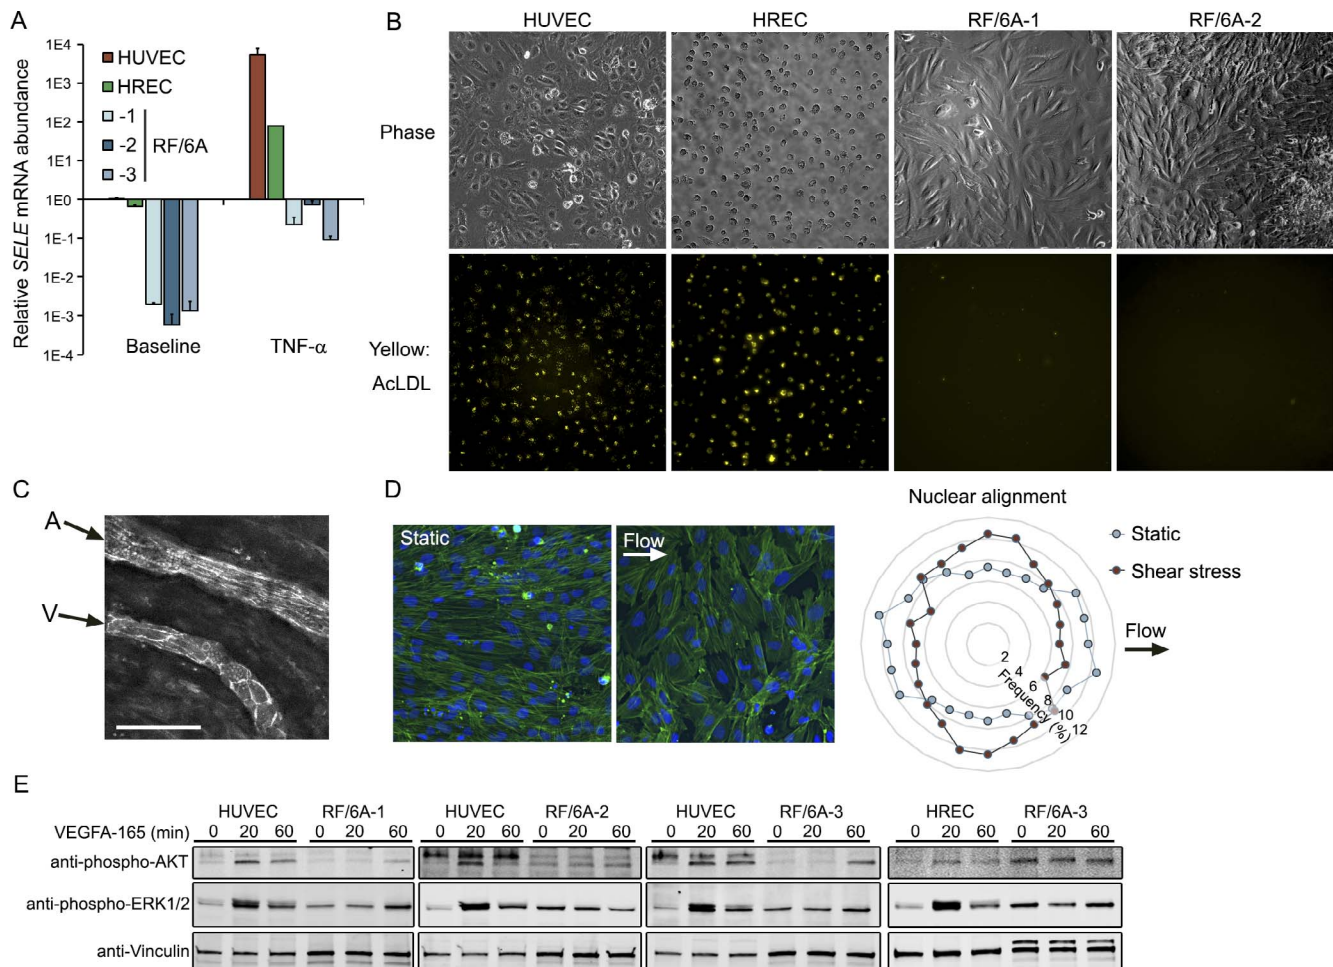 A
1E4
1E3
1E2
1E1
1E0
1E-1
1E-2
1E-3
1E-4
Relative SELE mRNA abundance
HUVEC
HREC
-1
-2
-3
RF/6A
Baseline
TNF-α
B
HUVEC HREC RF/6A-1 RF/6A-2
Phase
Yellow:
AcLDL
C
A
V
D
Static
Flow
Nuclear alignment
Static
Shear stress
Flow
2 4 6 8 10 12
Frequency (%)
E
HUVEC RF/6A-1 HUVEC RF/6A-2 HUVEC RF/6A-3 HREC RF/6A-3
VEGFA-165 (min) 0 20 60 0 20 60 0 20 60 0 20 60 0 20 60 0 20 60 0 20 60 0 20 60
anti-phospho-AKT
anti-phospho-ERK1/2
anti-Vinculin